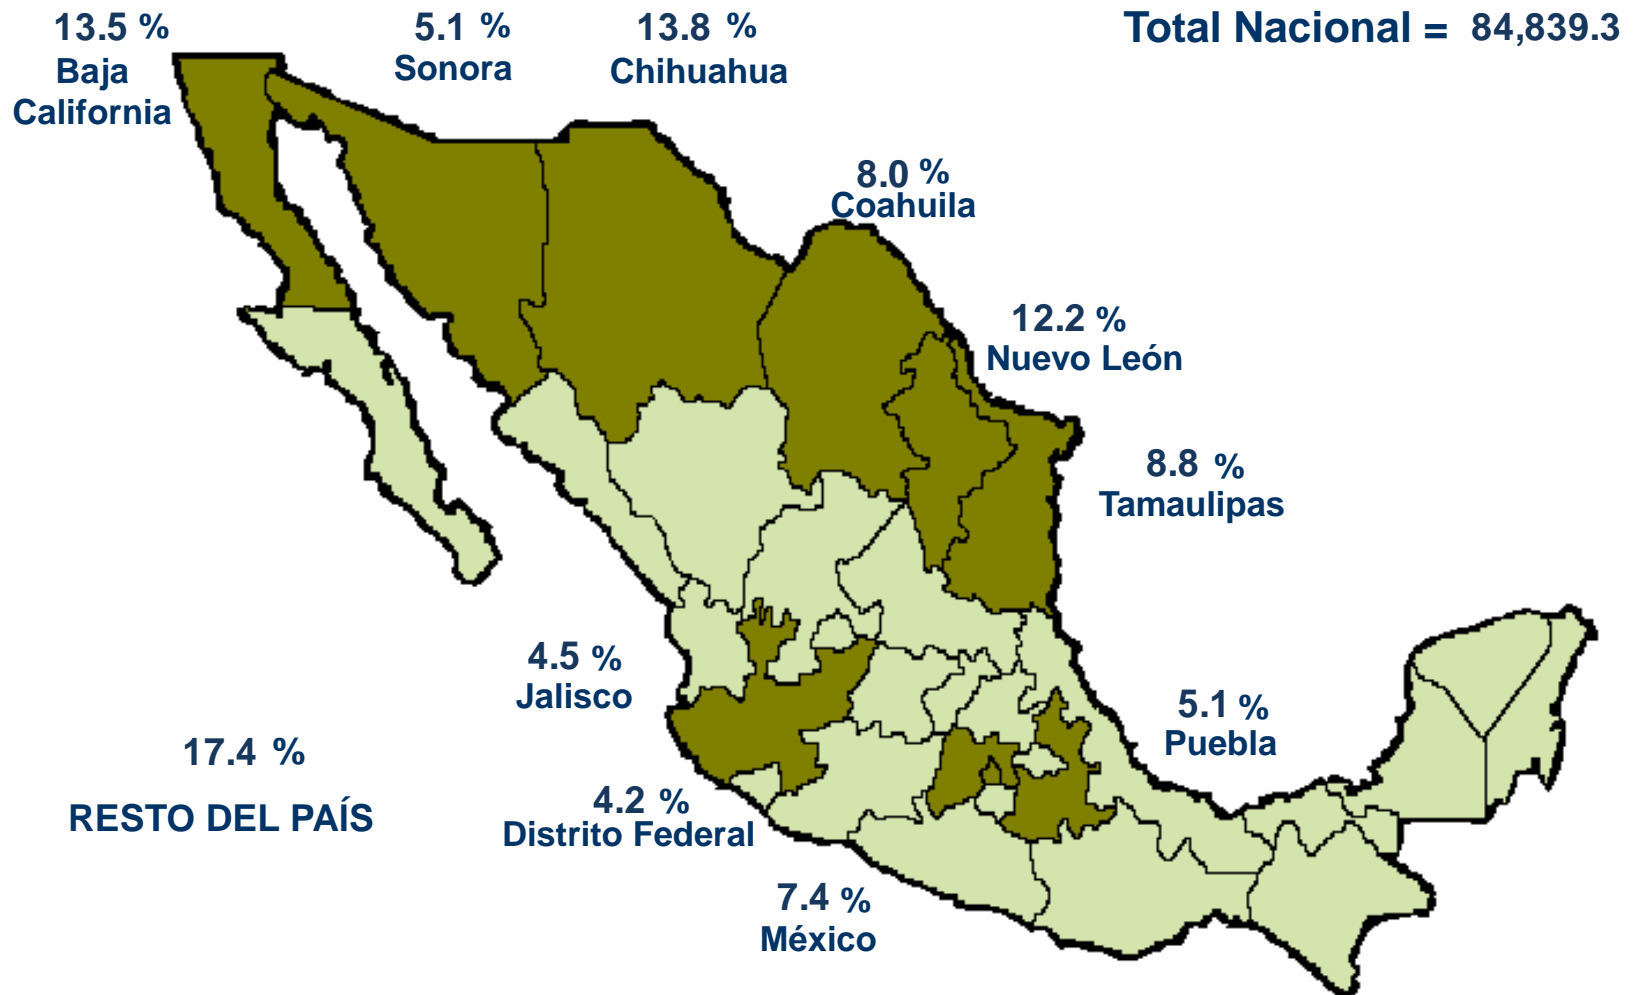 13.5 %
Baja
California
5.1 %
Sonora
13.8 %
Chihuahua
Total Nacional = 84,839.3
8.0 %
Coahuila
12.2 %
Nuevo León
8.8 %
Tamaulipas
4.5 %
Jalisco
5.1 %
Puebla
17.4 %
RESTO DEL PAÍS
4.2 %
Distrito Federal
7.4 %
México